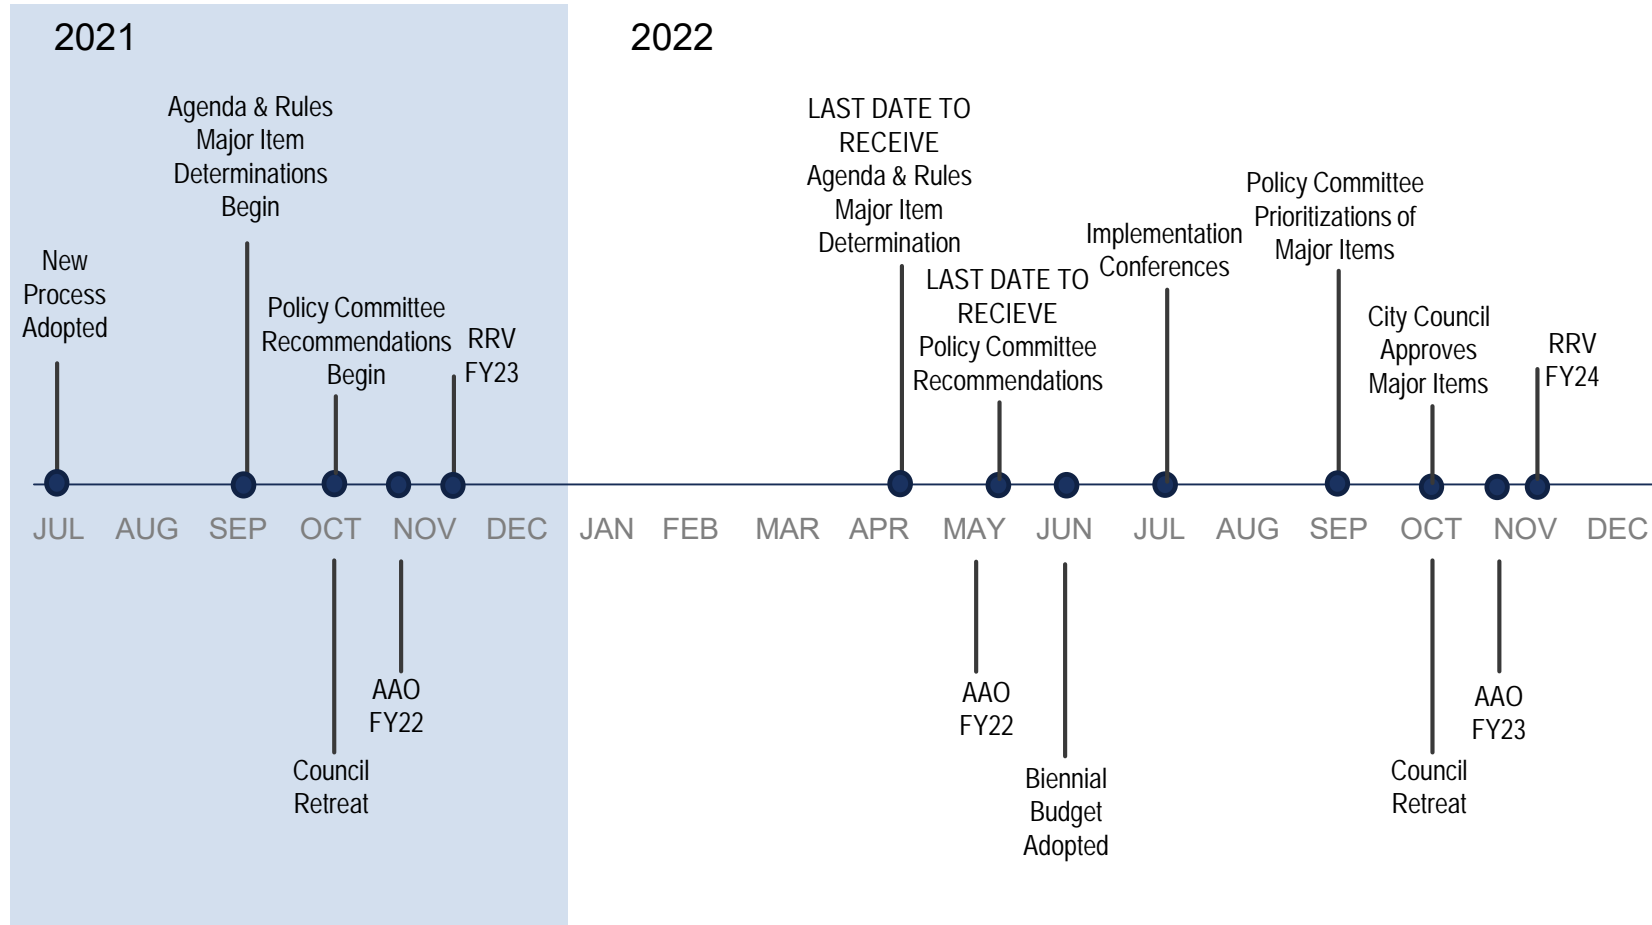 2021
2022
Agenda & Rules
Major Item
Determinations
Begin
New
Process
Adopted
Policy Committee
Recommendations
Begin
RRV
FY23
LAST DATE TO
RECEIVE
Agenda & Rules
Major Item
Determination
LAST DATE TO
RECIEVE
Policy Committee
Recommendations
Implementation
Conferences
Policy Committee
Prioritizations of
Major Items
City Council
Approves
Major Items
RRV
FY24
JUL AUG SEP OCT NOV DEC JAN FEB MAR APR MAY JUN JUL AUG SEP OCT NOV DEC
Council
Retreat
AAO
FY22
AAO
FY22
Biennial
Budget
Adopted
Council
Retreat
AAO
FY23